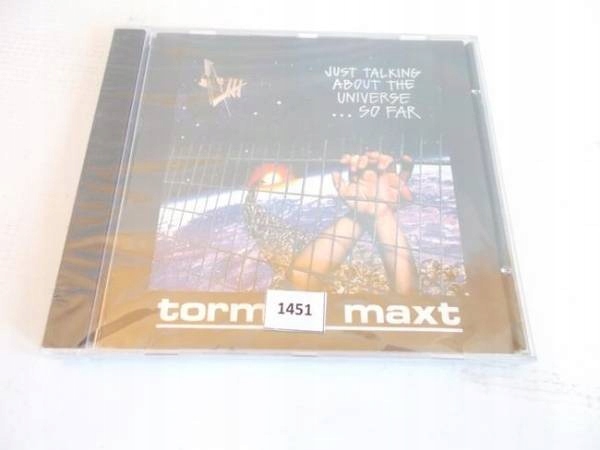 JUST TALKING
ABOUT THE
UNIVERSE
... SO FAR
torm 1451 maxt